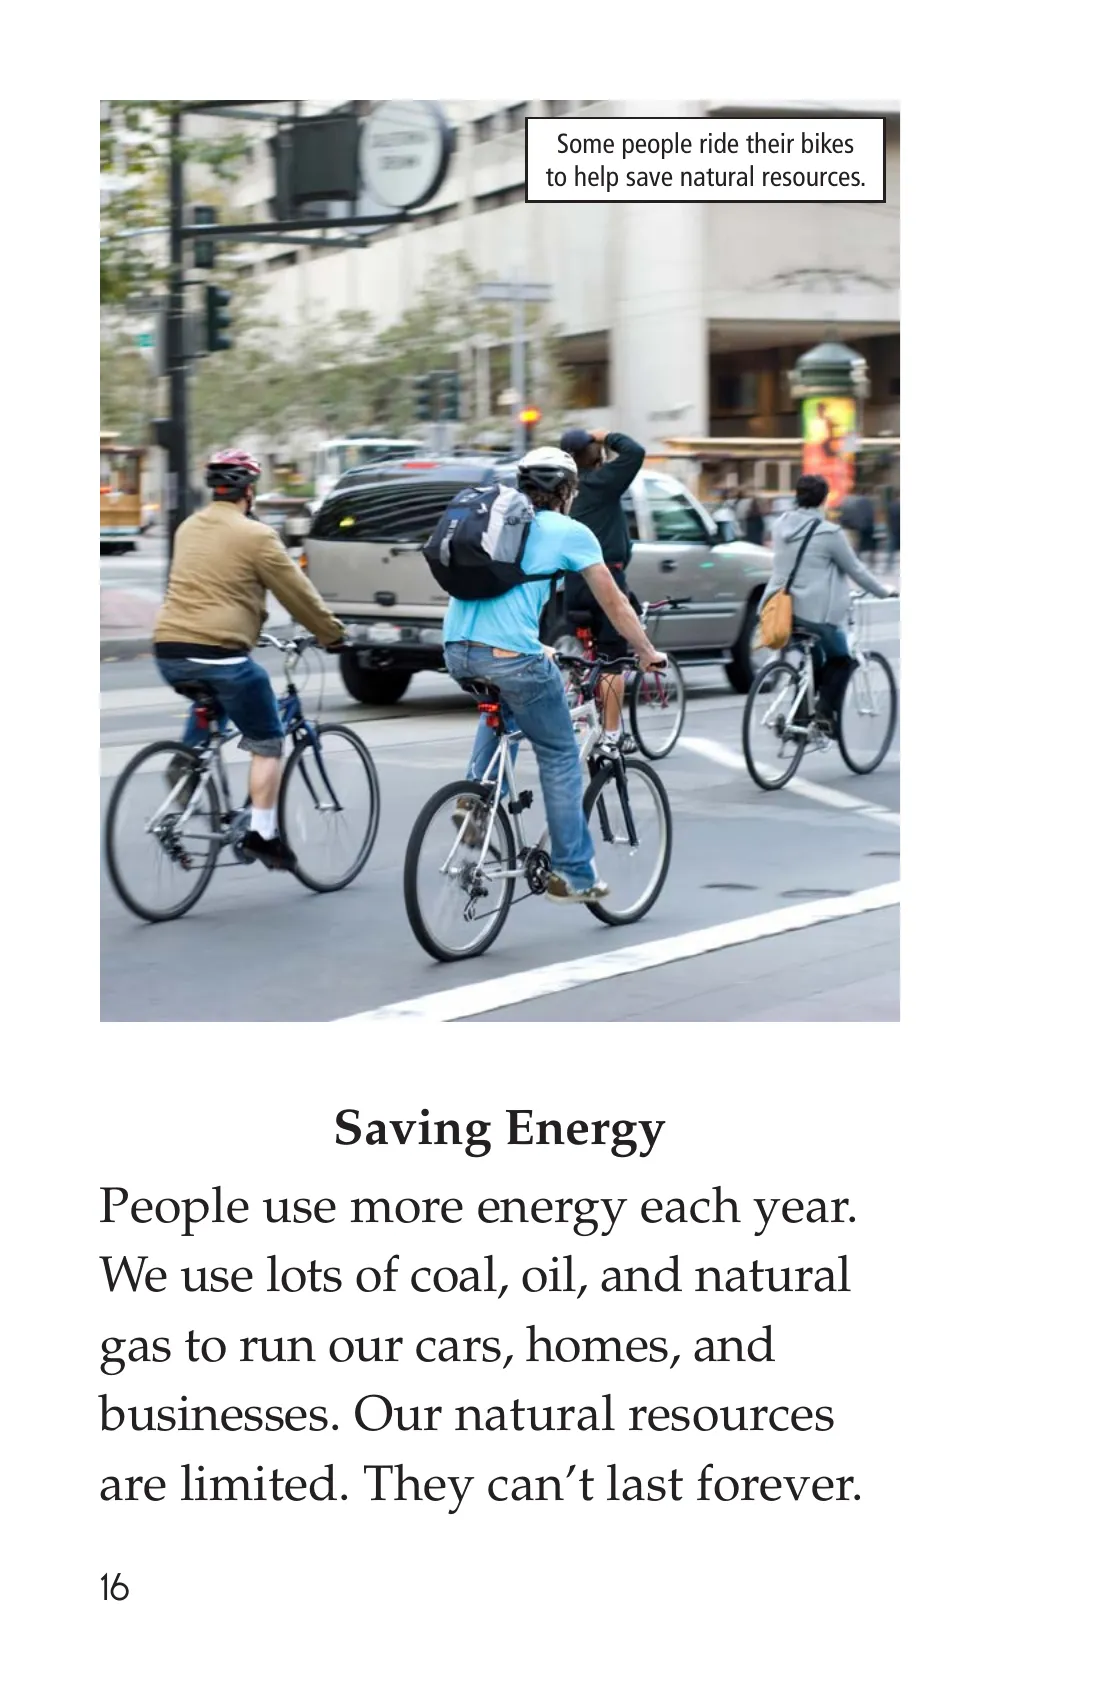 Some people ride their bikes
to help save natural resources.
Saving Energy
People use more energy each year.
We use lots of coal, oil, and natural
gas to run our cars, homes, and
businesses. Our natural resources
are limited. They can’t last forever.
16